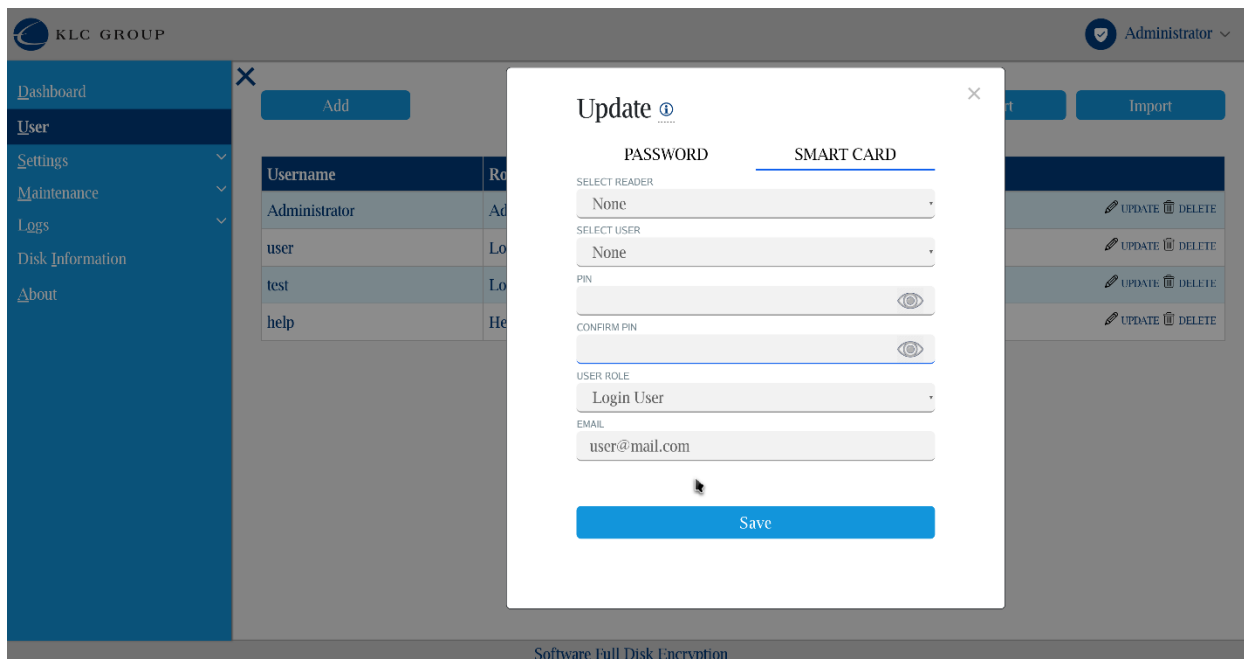 KLC GROUP
Administrator
Dashboard
User
Settings
Maintenance
Logs
Disk Information
About
Add
Import
Username
Administrator
UPDATE DELETE
user
UPDATE DELETE
test
UPDATE DELETE
help
UPDATE DELETE
Update
PASSWORD SMART CARD
SELECT READER
None
SELECT USER
None
PIN
CONFIRM PIN
USER ROLE
Login User
EMAIL
user@mail.com
Save
Software Full Disk Encryption